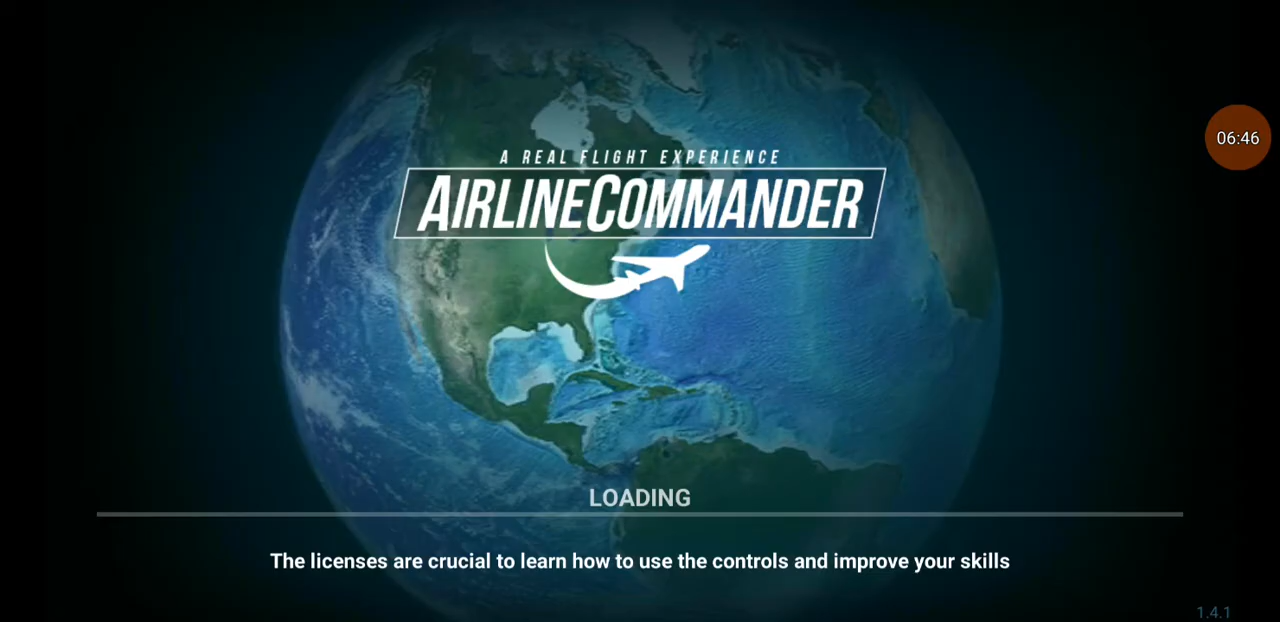 A REAL FLIGHT EXPERIENCE
AIRLINECOMMANDER
06:46
LOADING
The licenses are crucial to learn how to use the controls and improve your skills
1.4.1